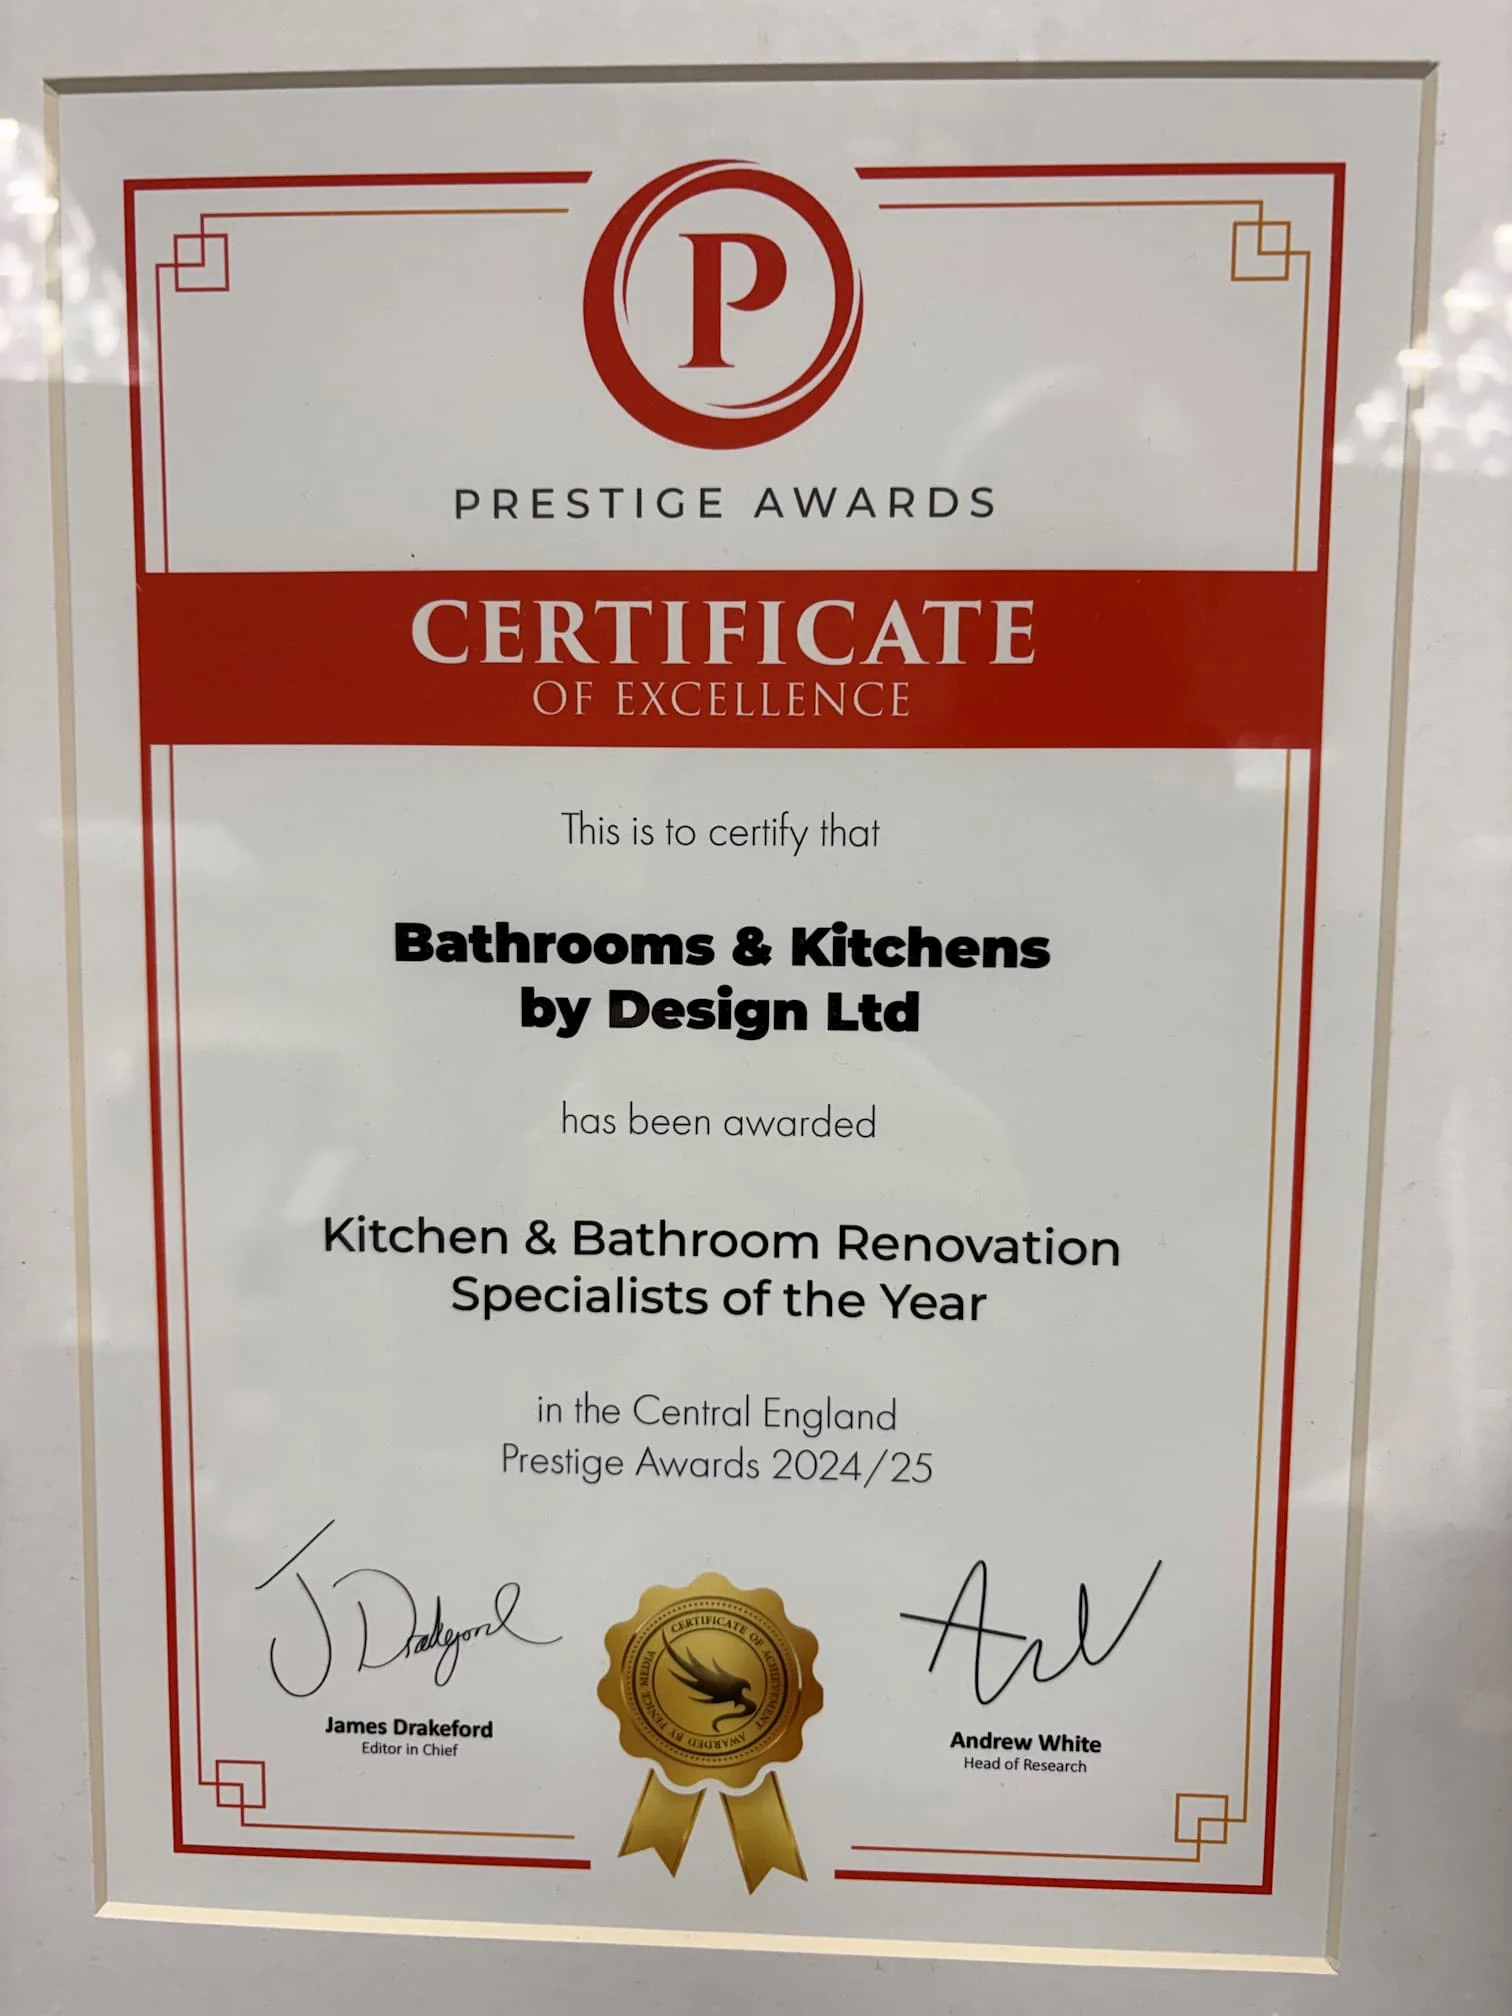 P
PRESTIGE AWARDS
CERTIFICATE
OF EXCELLENCE
This is to certify that
Bathrooms & Kitchens
by Design Ltd
has been awarded
Kitchen & Bathroom Renovation
Specialists of the Year
in the Central England
Prestige Awards 2024/25
J Drakeford
James Drakeford
Editor in Chief
CERTIFICATE OF ACHIEVEMENT
AWARDED BY FENICE MEDIA
Andrew White
Head of Research